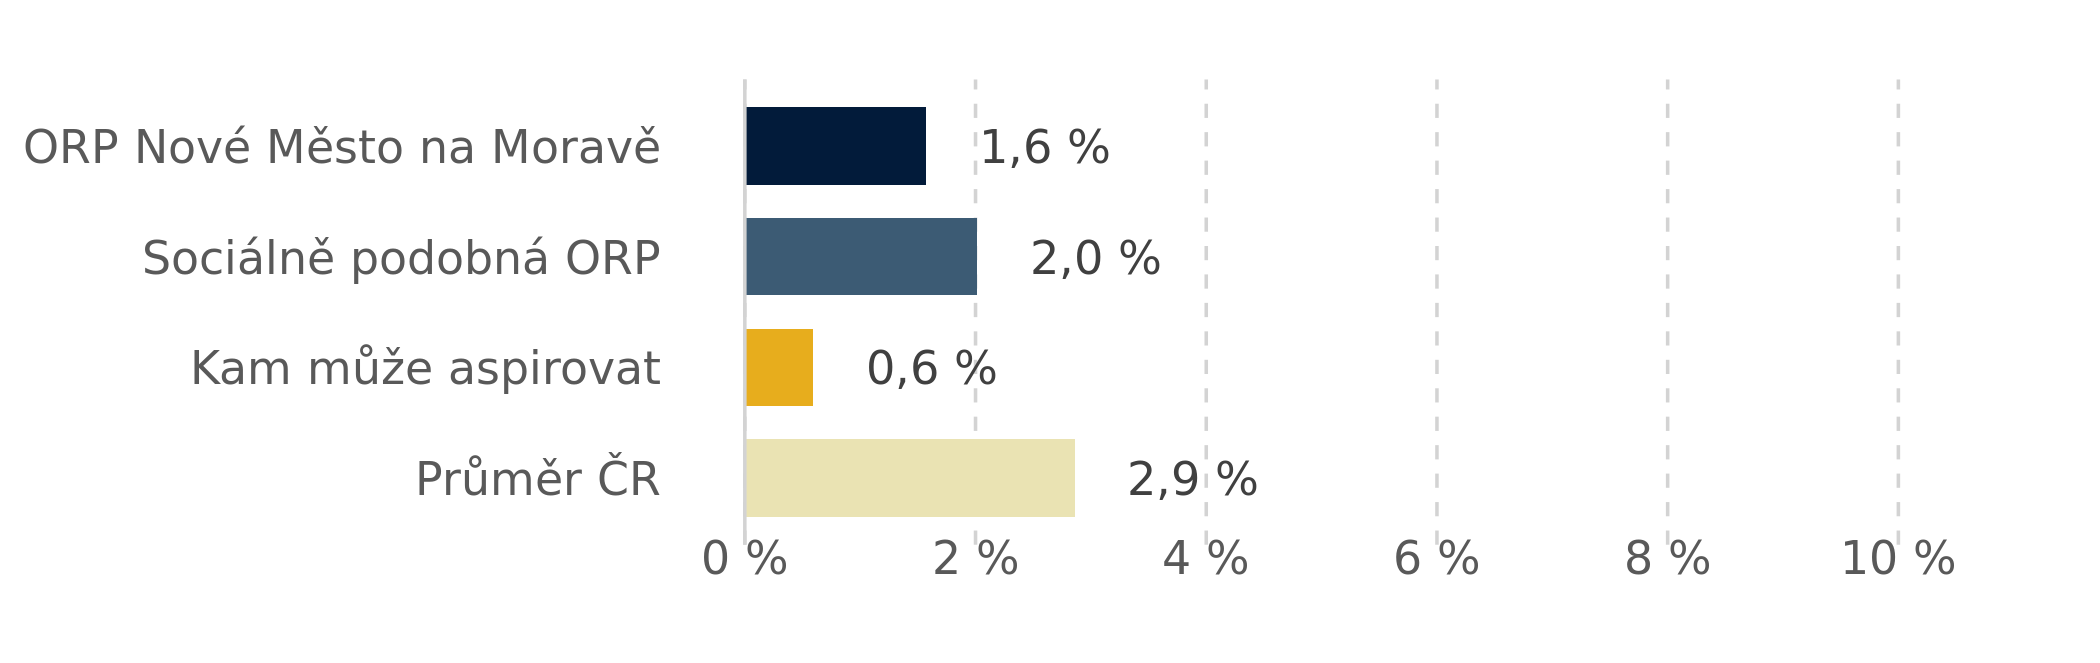 ORP Nové Město na Moravě 1,6 %
Sociálně podobná ORP 2,0 %
Kam může aspirovat 0,6 %
Průměr ČR 2,9 %
0 % 2 % 4 % 6 % 8 % 10 %